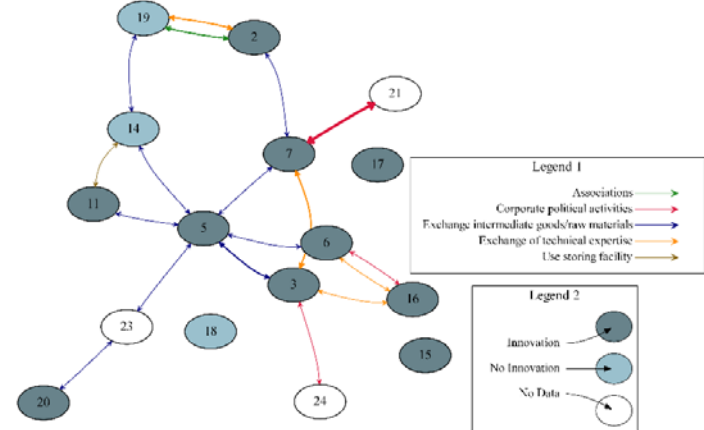 19
2
21
14
7
17
Legend 1
Associations
Corporate political activities
Exchange intermediate goods/raw materials
Exchange of technical expertise
Use storing facility
11
5
6
3
16
Legend 2
23
18
Innovation
15
No Innovation
20
24
No Data